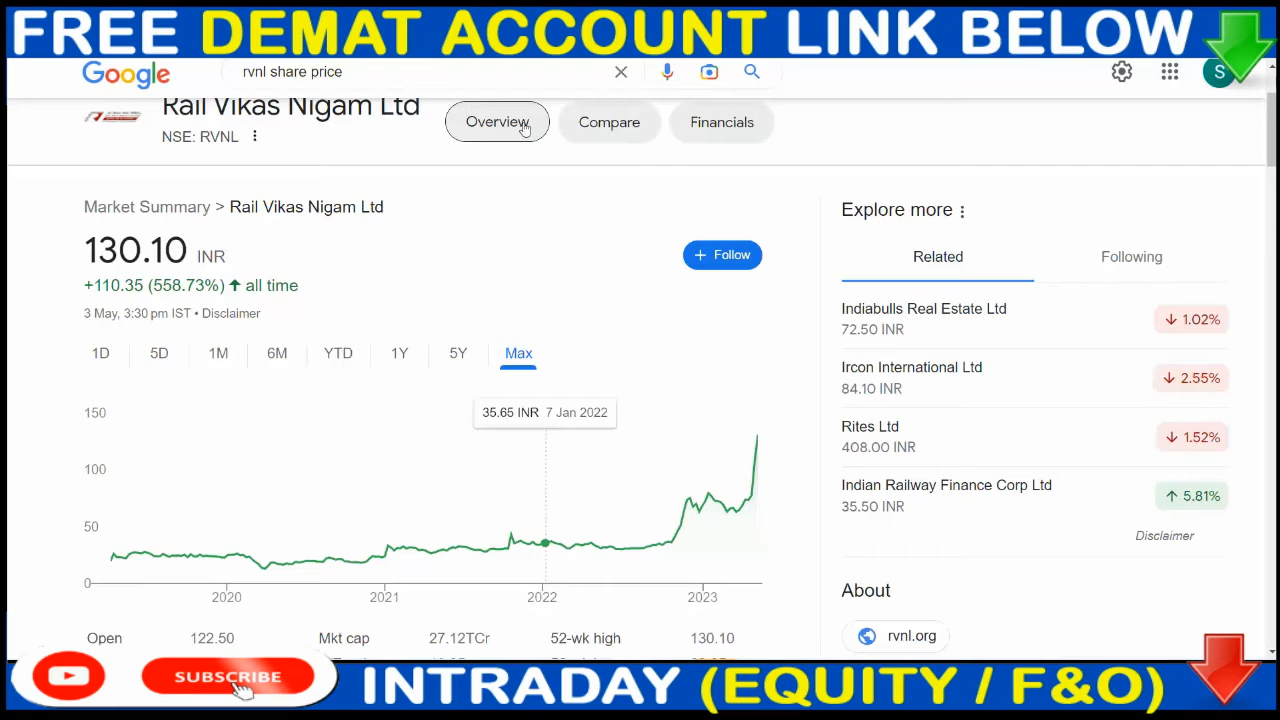 FREE DEMAT ACCOUNT LINK BELOW
Google
rvnl share price
S
Rail Vikas Nigam Ltd
NSE: RVNL
Overview
Compare
Financials
Market Summary > Rail Vikas Nigam Ltd
130.10 INR
+ Follow
+110.35 (558.73%) ↑ all time
3 May, 3:30 pm IST • Disclaimer
1D 5D 1M 6M YTD 1Y 5Y Max
35.65 INR 7 Jan 2022
150
100
50
0
2020 2021 2022 2023
Open 122.50 Mkt cap 27.12TCr 52-wk high 130.10
Explore more
Related Following
Indiabulls Real Estate Ltd
72.50 INR
↓ 1.02%
Ircon International Ltd
84.10 INR
↓ 2.55%
Rites Ltd
408.00 INR
↓ 1.52%
Indian Railway Finance Corp Ltd
35.50 INR
↑ 5.81%
Disclaimer
About
rvnl.org
SUBSCRIBE
INTRADAY (EQUITY / F&O)